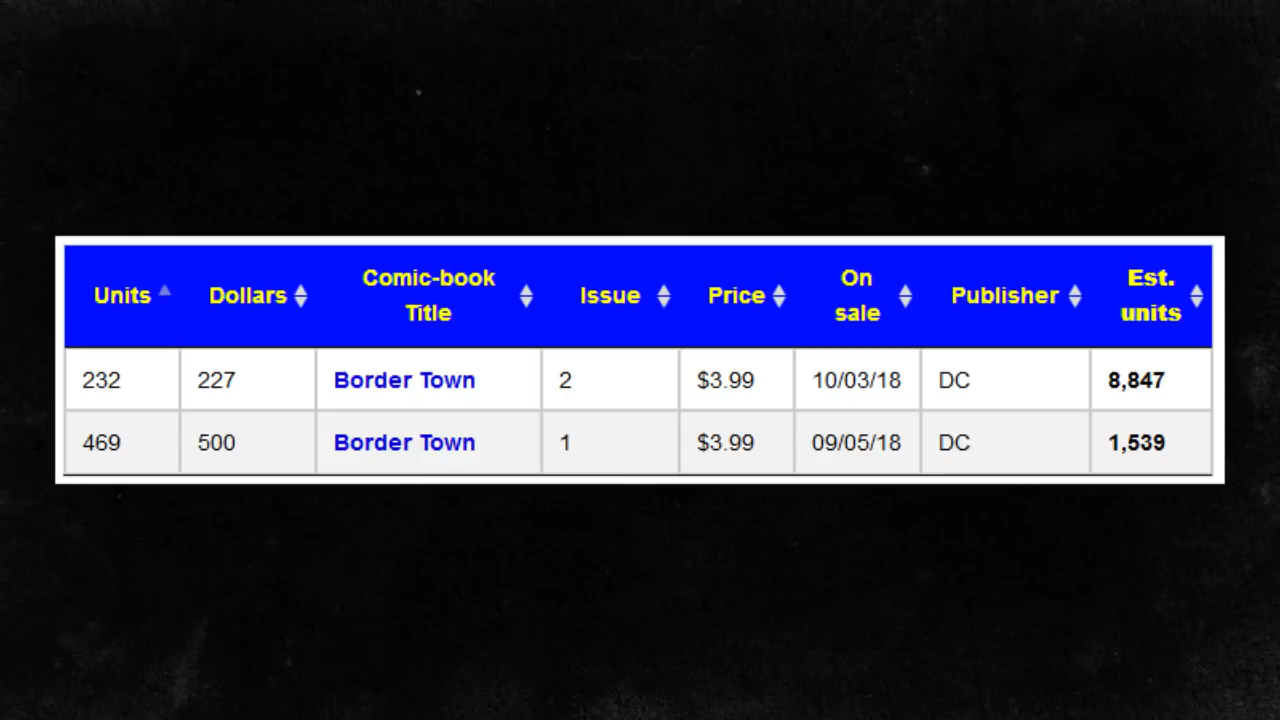 Units Dollars Comic-book Title Issue Price On sale Publisher Est. units
232 227 Border Town 2 $3.99 10/03/18 DC 8,847
469 500 Border Town 1 $3.99 09/05/18 DC 1,539